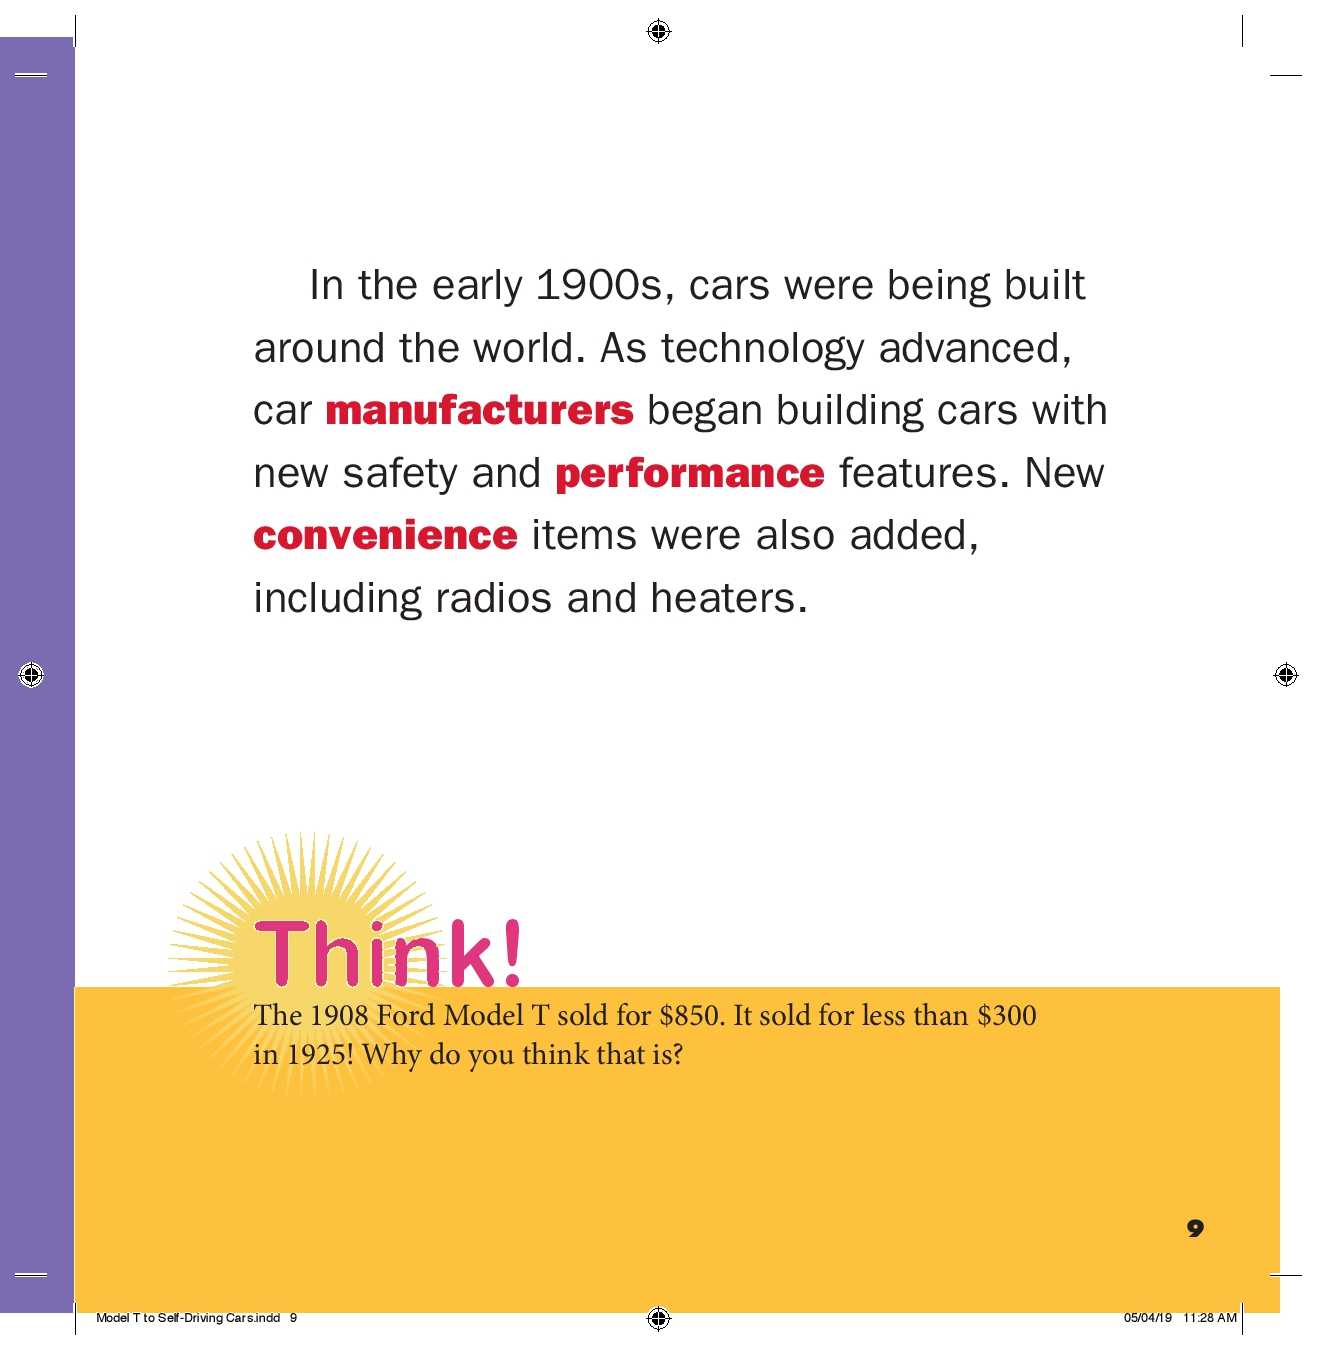 In the early 1900s, cars were being built
around the world. As technology advanced,
car manufacturers began building cars with
new safety and performance features. New
convenience items were also added,
including radios and heaters.
Think!
The 1908 Ford Model T sold for $850. It sold for less than $300
in 1925! Why do you think that is?
9
Model T to Self-Driving Cars.indd 9
05/04/19 11:28 AM